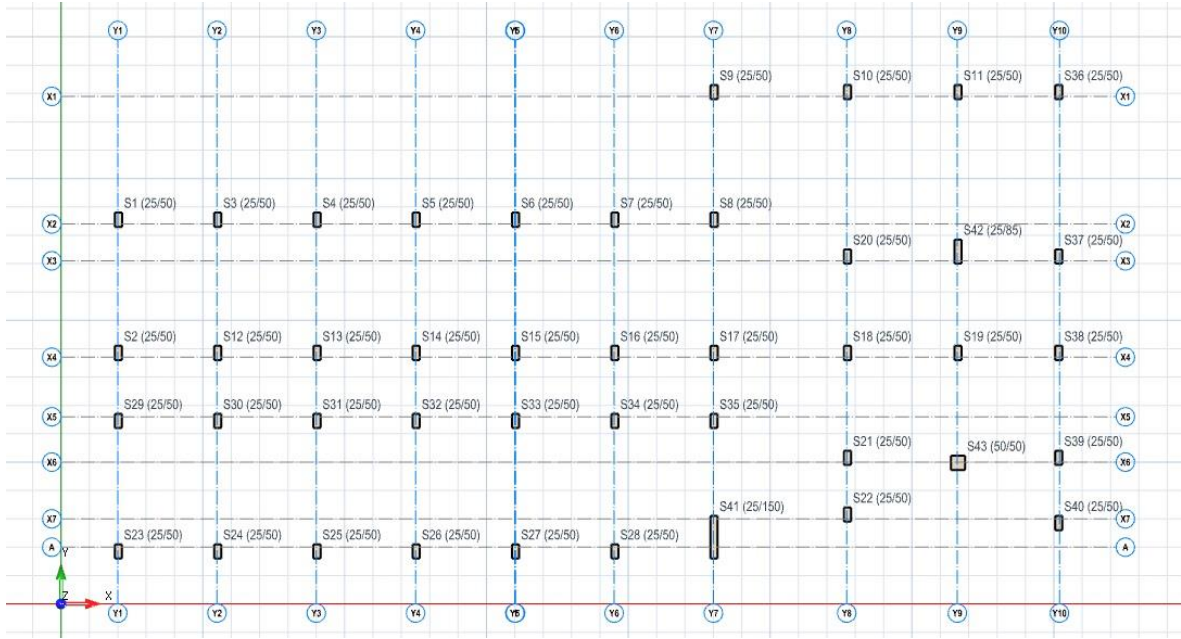 Y1 Y2 Y3 Y4 Y5 Y6 Y7 Y8 Y9 Y10
S9 (25/50) S10 (25/50) S11 (25/50) S36 (25/50)
X1 X1
S1 (25/50) S3 (25/50) S4 (25/50) S5 (25/50) S6 (25/50) S7 (25/50) S8 (25/50)
X2 X2
S20 (25/50) S42 (25/85) S37 (25/50)
X3 X3
S2 (25/50) S12 (25/50) S13 (25/50) S14 (25/50) S15 (25/50) S16 (25/50) S17 (25/50) S18 (25/50) S19 (25/50) S38 (25/50)
X4 X4
S29 (25/50) S30 (25/50) S31 (25/50) S32 (25/50) S33 (25/50) S34 (25/50) S35 (25/50)
X5 X5
S21 (25/50) S43 (50/50) S39 (25/50)
X6 X6
S41 (25/150) S22 (25/50) S40 (25/50)
X7 X7
S23 (25/50) S24 (25/50) S25 (25/50) S26 (25/50) S27 (25/50) S28 (25/50)
A A
Y
Z X
Y1 Y2 Y3 Y4 Y5 Y6 Y7 Y8 Y9 Y10